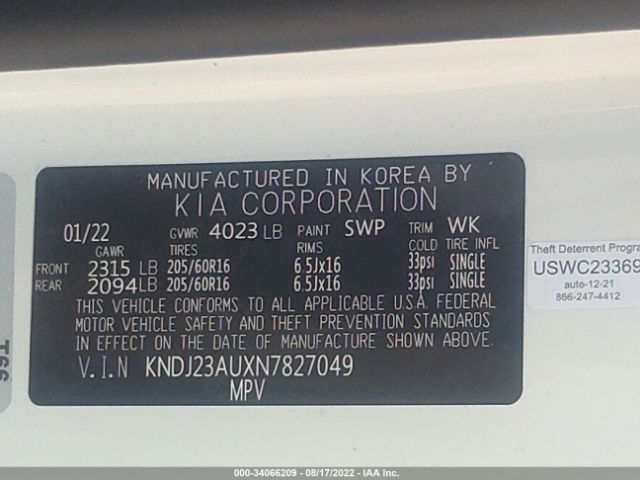 MANUFACTURED IN KOREA BY
KIA CORPORATION
01/22 GVWR 4023 LB PAINT SWP TRIM WK
GAWR TIRES RIMS COLD TIRE INFL
FRONT 2315 LB 205/60R16 6.5Jx16 33psi SINGLE
REAR 2094 LB 205/60R16 6.5Jx16 33psi SINGLE
THIS VEHICLE CONFORMS TO ALL APPLICABLE U.S.A. FEDERAL
MOTOR VEHICLE SAFETY AND THEFT PREVENTION STANDARDS
IN EFFECT ON THE DATE OF MANUFACTURE SHOWN ABOVE.
V.I.N KNDJ23AUXN7827049
MPV
Theft Deterrent Progra
USWC23369
auto-12-21
866-247-4412
000-34066209 - 08/17/2022 - IAA Inc.